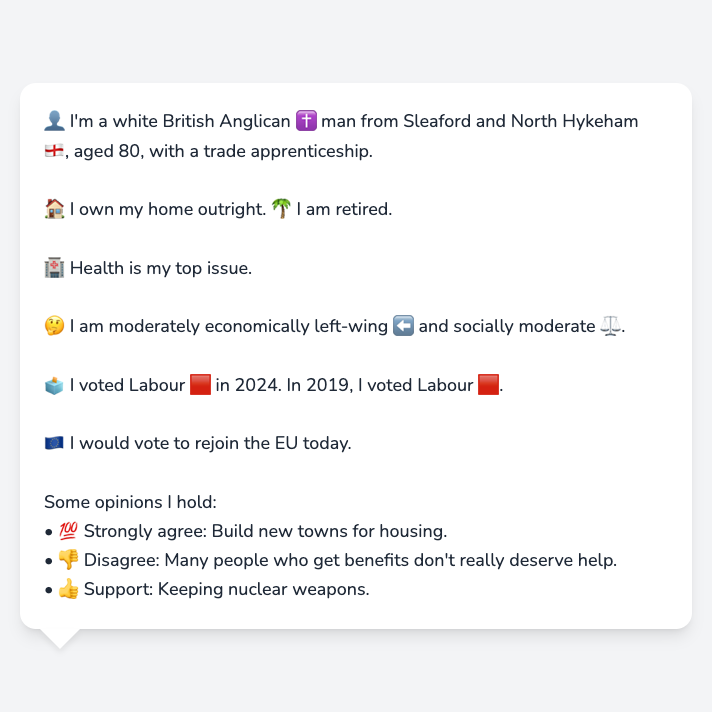 👤 I'm a white British Anglican ✝️ man from Sleaford and North Hykeham
🏴󠁧󠁢󠁥󠁮󠁧󠁿, aged 80, with a trade apprenticeship.
🏠 I own my home outright. 🌴 I am retired.
🏥 Health is my top issue.
🤔 I am moderately economically left-wing ⬅️ and socially moderate ⚖️.
🗳️ I voted Labour 🟥 in 2024. In 2019, I voted Labour 🟥.
🇪🇺 I would vote to rejoin the EU today.
Some opinions I hold:
• 💯 Strongly agree: Build new towns for housing.
• 👎 Disagree: Many people who get benefits don't really deserve help.
• 👍 Support: Keeping nuclear weapons.